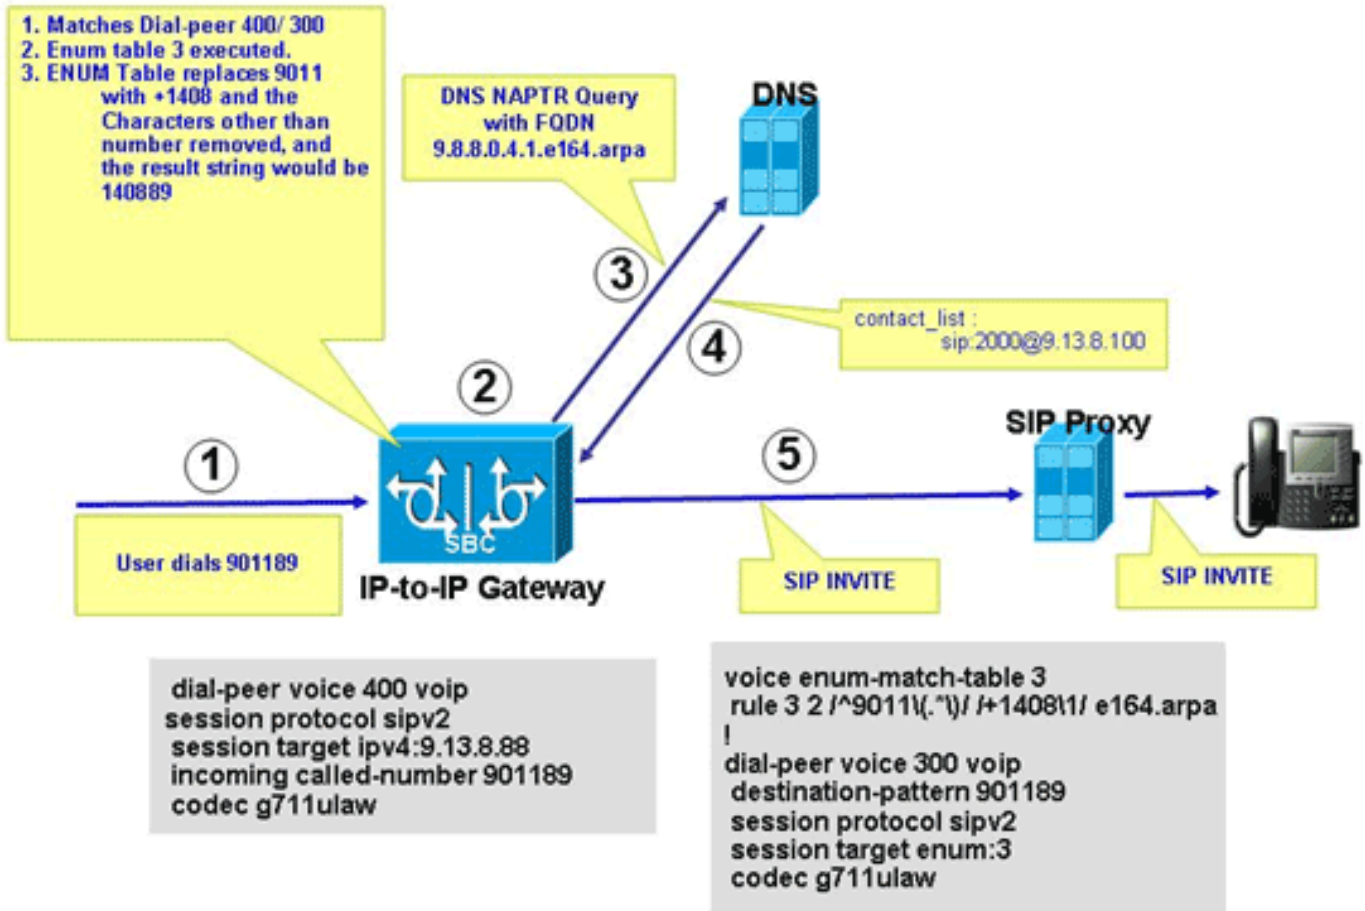 1. Matches Dial-peer 400/ 300
2. Enum table 3 executed.
3. ENUM Table replaces 9011
with +1408 and the
Characters other than
number removed, and
the result string would be
140889
DNS NAPTR Query
with FQDN
9.8.8.0.4.1.e164.arpa
DNS
3
4
contact_list :
sip:2000@9.13.8.100
2
SIP Proxy
1
5
SBC
User dials 901189
IP-to-IP Gateway
SIP INVITE
SIP INVITE
dial-peer voice 400 voip
session protocol sipv2
session target ipv4:9.13.8.88
incoming called-number 901189
codec g711ulaw
voice enum-match-table 3
rule 3 2 /^9011\(.*\)/ /+1408\1/ e164.arpa
!
dial-peer voice 300 voip
destination-pattern 901189
session protocol sipv2
session target enum:3
codec g711ulaw